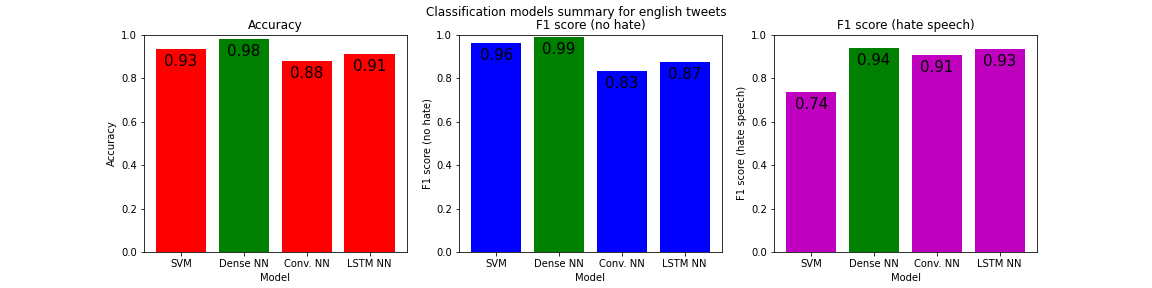 Classification models summary for english tweets
Accuracy
1.0
0.8
0.6
0.4
0.2
0.0
Accuracy
0.93
0.98
0.88
0.91
SVM
Dense NN
Conv. NN
LSTM NN
Model
F1 score (no hate)
1.0
0.8
0.6
0.4
0.2
0.0
F1 score (no hate)
0.96
0.99
0.83
0.87
SVM
Dense NN
Conv. NN
LSTM NN
Model
F1 score (hate speech)
1.0
0.8
0.6
0.4
0.2
0.0
F1 score (hate speech)
0.74
0.94
0.91
0.93
SVM
Dense NN
Conv. NN
LSTM NN
Model